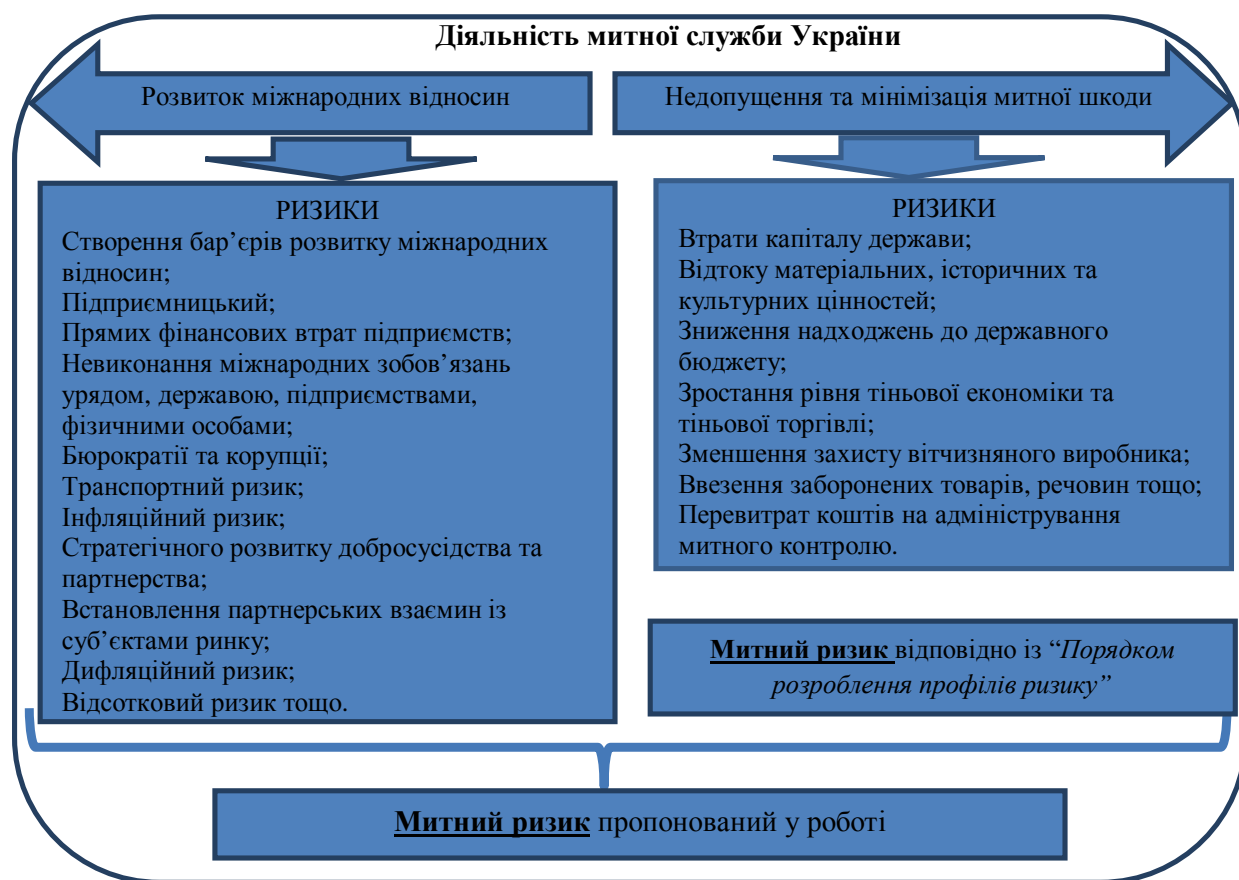 Діяльність митної служби України
Розвиток міжнародних відносин
Недопущення та мінімізація митної шкоди
РИЗИКИ
Створення бар’єрів розвитку міжнародних
відносин;
Підприємницький;
Прямих фінансових втрат підприємств;
Невиконання міжнародних зобов’язань
урядом, державою, підприємствами,
фізичними особами;
Бюрократії та корупції;
Транспортний ризик;
Інфляційний ризик;
Стратегічного розвитку добросусідства та
партнерства;
Встановлення партнерських взаємин із
суб’єктами ринку;
Дифляційний ризик;
Відсотковий ризик тощо.
РИЗИКИ
Втрати капіталу держави;
Відтоку матеріальних, історичних та
культурних цінностей;
Зниження надходжень до державного
бюджету;
Зростання рівня тіньової економіки та
тіньової торгівлі;
Зменшення захисту вітчизняного виробника;
Ввезення заборонених товарів, речовин тощо;
Перевитрат коштів на адміністрування
митного контролю.
Митний ризик відповідно із “Порядком
розроблення профілів ризику”
Митний ризик пропонований у роботі